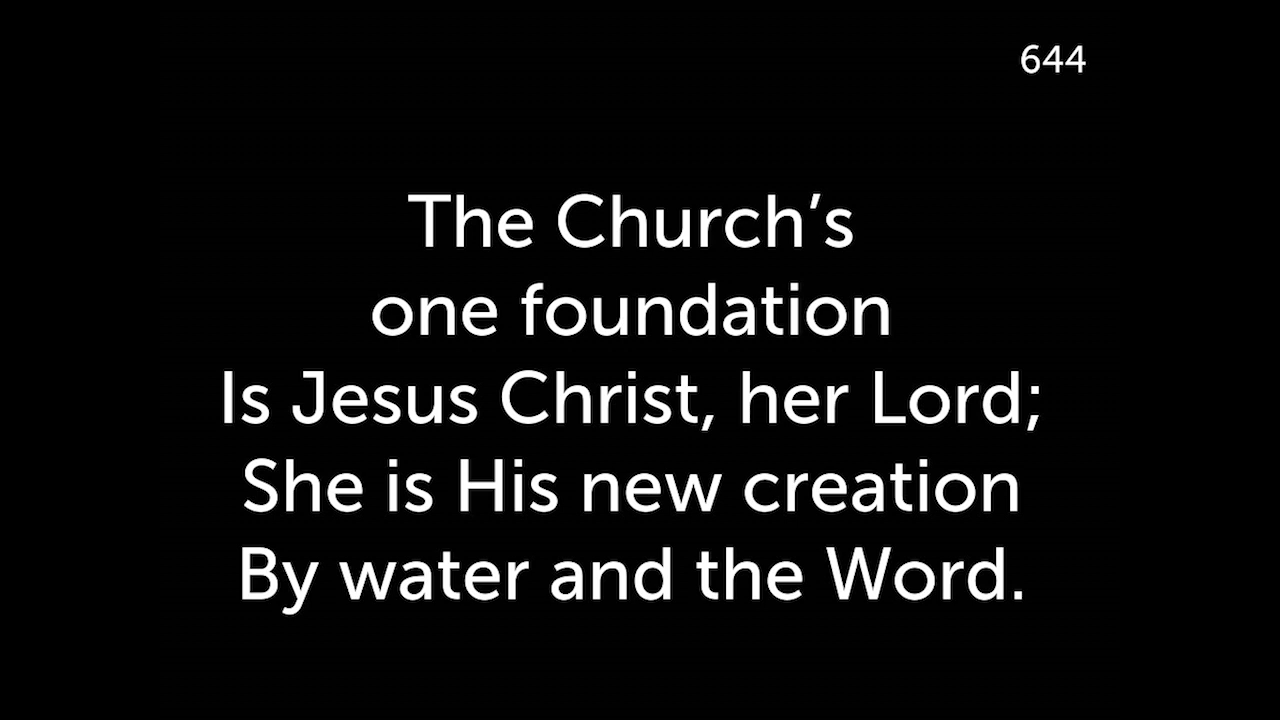 644
The Church’s
one foundation
Is Jesus Christ, her Lord;
She is His new creation
By water and the Word.